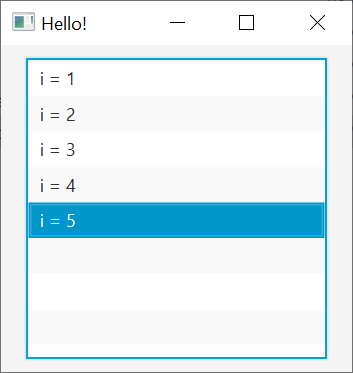 Hello!
i = 1
i = 2
i = 3
i = 4
i = 5